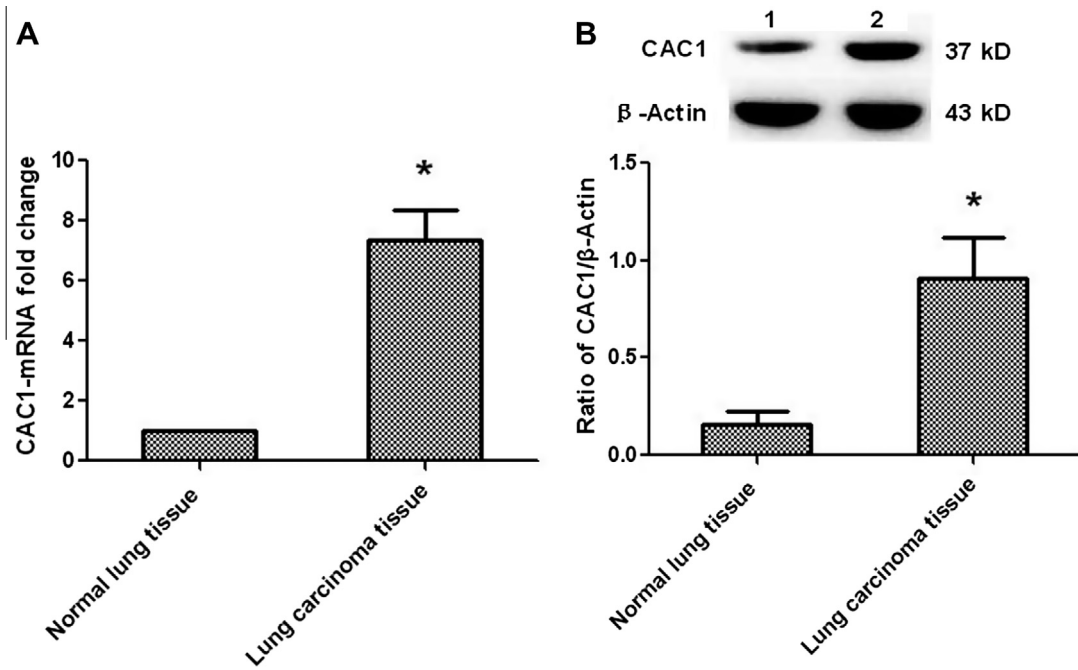 A
CAC1-mRNA fold change
10
8
6
4
2
0
*
Normal lung tissue
Lung carcinoma tissue
B
1 2
CAC1 37 kD
β-Actin 43 kD
Ratio of CAC1/β-Actin
1.5
1.0
0.5
0.0
*
Normal lung tissue
Lung carcinoma tissue